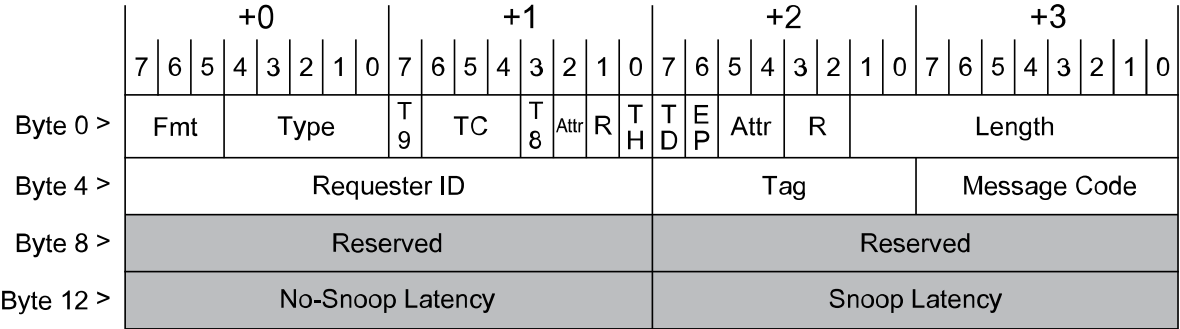 +0 +1 +2 +3
7 6 5 4 3 2 1 0 7 6 5 4 3 2 1 0 7 6 5 4 3 2 1 0 7 6 5 4 3 2 1 0
Byte 0 > Fmt Type T9 TC T8 Attr R TH TD EP Attr R Length
Byte 4 > Requester ID Tag Message Code
Byte 8 > Reserved Reserved
Byte 12 > No-Snoop Latency Snoop Latency